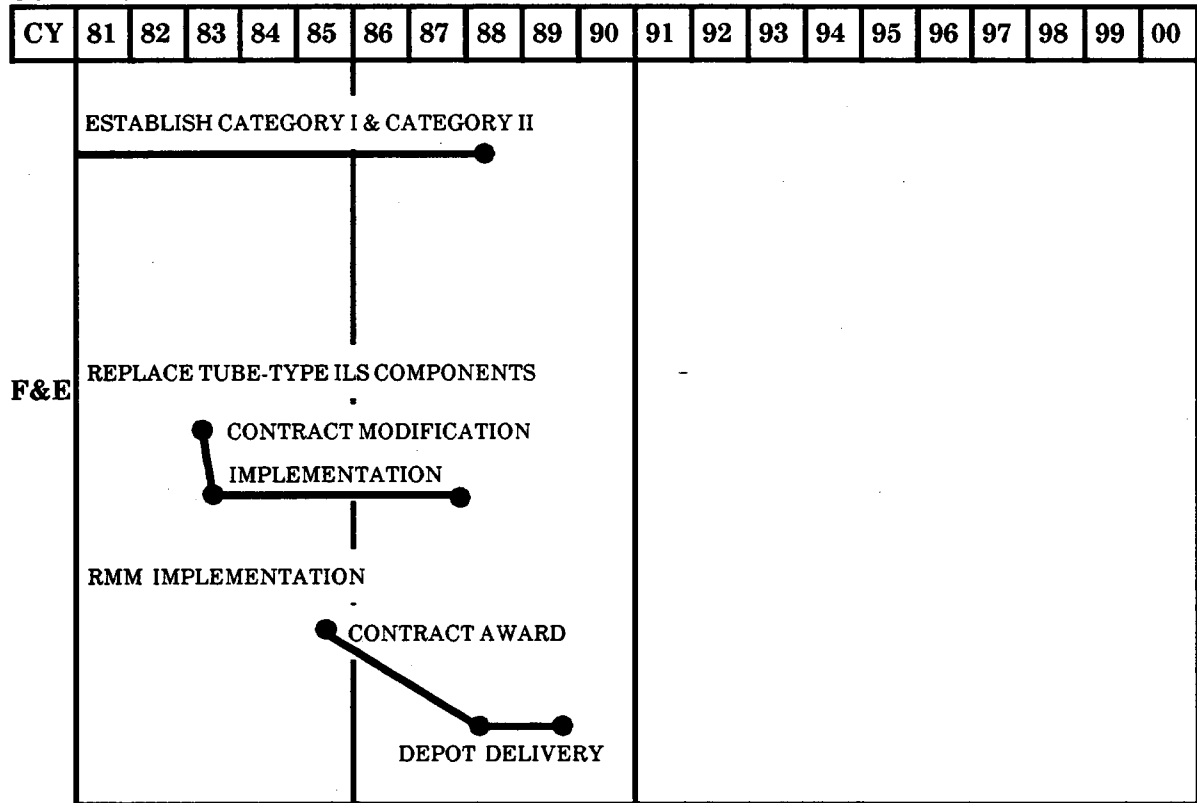 CY 81 82 83 84 85 86 87 88 89 90 91 92 93 94 95 96 97 98 99 00
ESTABLISH CATEGORY I & CATEGORY II
REPLACE TUBE-TYPE ILS COMPONENTS
F&E
CONTRACT MODIFICATION
IMPLEMENTATION
RMM IMPLEMENTATION
CONTRACT AWARD
DEPOT DELIVERY